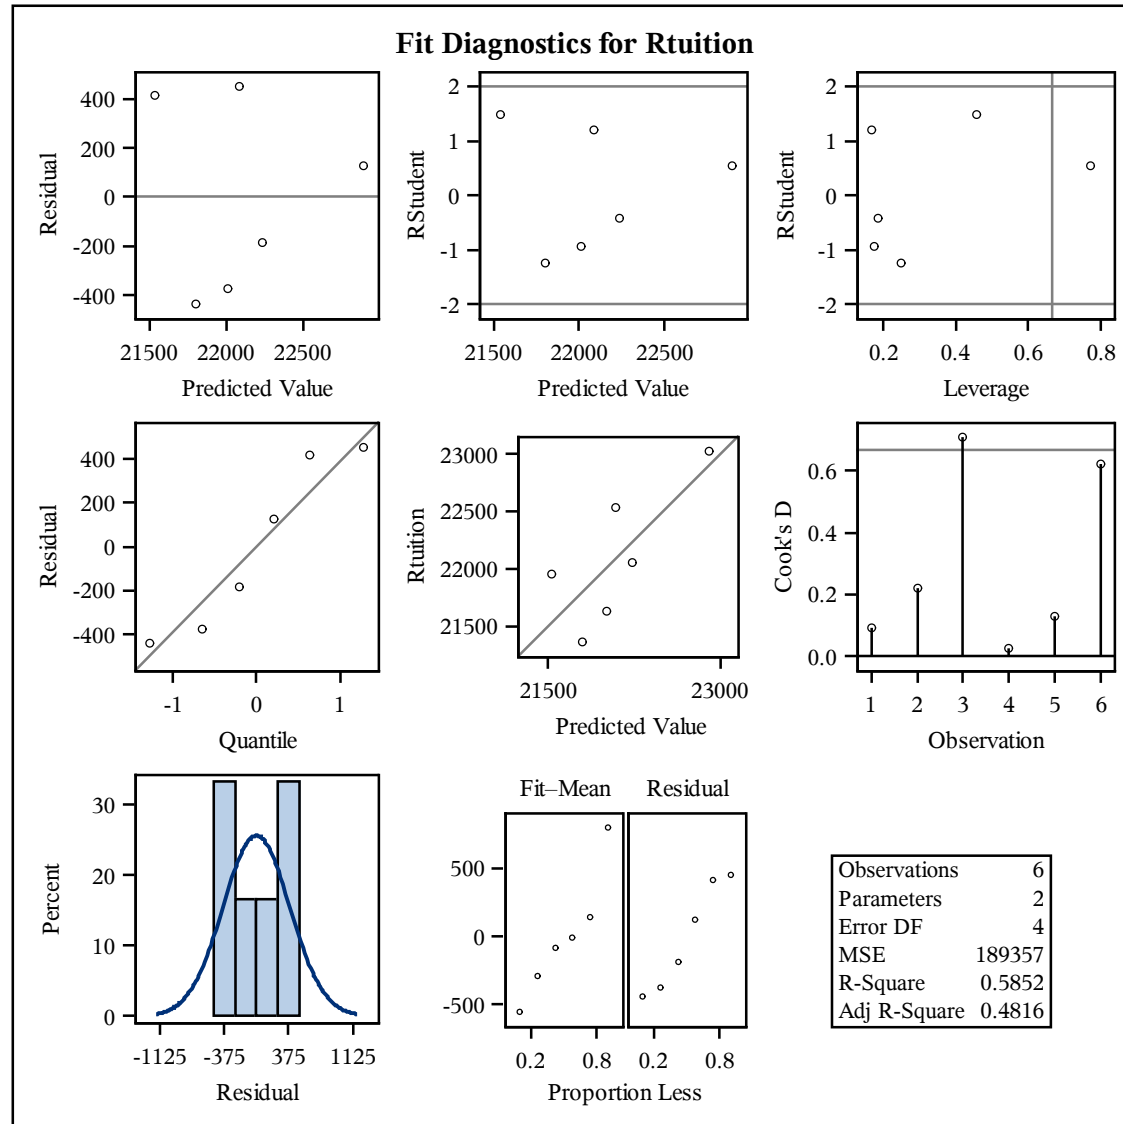 Fit Diagnostics for Rtuition
400
200
0
-200
-400
Residual
21500 22000 22500
Predicted Value
2
1
0
-1
-2
RStudent
21500 22000 22500
Predicted Value
2
1
0
-1
-2
RStudent
0.2 0.4 0.6 0.8
Leverage
400
200
0
-200
-400
Residual
-1 0 1
Quantile
23000
22500
22000
21500
Rtuition
21500 23000
Predicted Value
0.6
0.4
0.2
0.0
Cook's D
1 2 3 4 5 6
Observation
30
20
10
0
Percent
-1125 -375 375 1125
Residual
Fit–Mean Residual
500
0
-500
0.2 0.8 0.2 0.8
Proportion Less
Observations 6
Parameters 2
Error DF 4
MSE 189357
R-Square 0.5852
Adj R-Square 0.4816